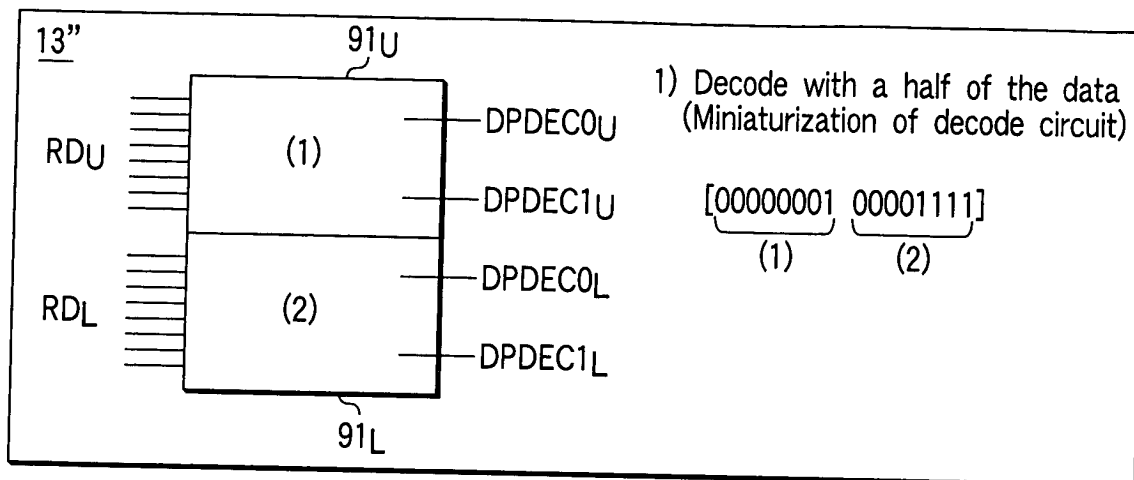 13"
91U
RDU
(1)
DPDEC0U
DPDEC1U
RDL
(2)
DPDEC0L
DPDEC1L
91L
1) Decode with a half of the data
(Miniaturization of decode circuit)
[00000001 00001111]
(1) (2)